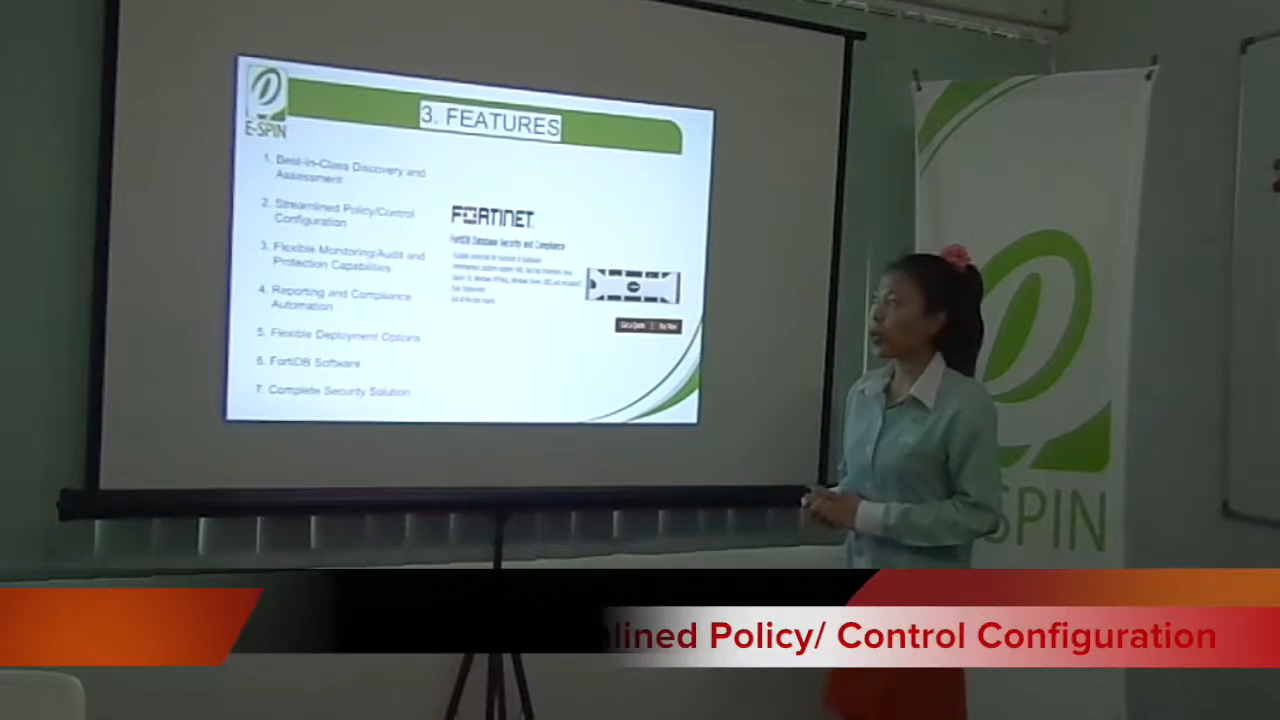 3. FEATURES
E-SPIN
1. Best-In-Class Discovery and
Assessment
2. Streamlined Policy/Control
Configuration
3. Flexible Monitoring/Audit and
Protection Capabilities
4. Reporting and Compliance
Automation
5. Flexible Deployment Options
6. FortiDB Software
7. Complete Security Solution
FORTINET
FortiDB Database Security and Compliance
SPIN
lined Policy/ Control Configuration